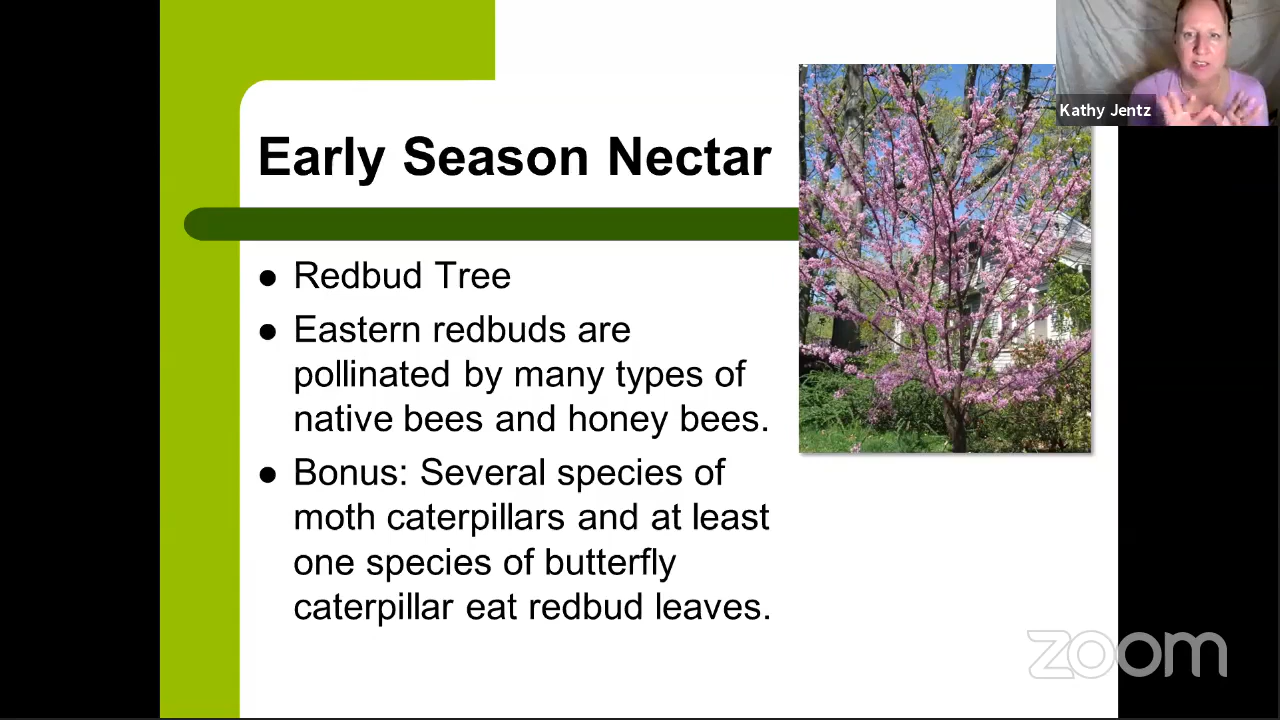 Kathy Jentz
Early Season Nectar
● Redbud Tree
● Eastern redbuds are
pollinated by many types of
native bees and honey bees.
● Bonus: Several species of
moth caterpillars and at least
one species of butterfly
caterpillar eat redbud leaves.
zoom